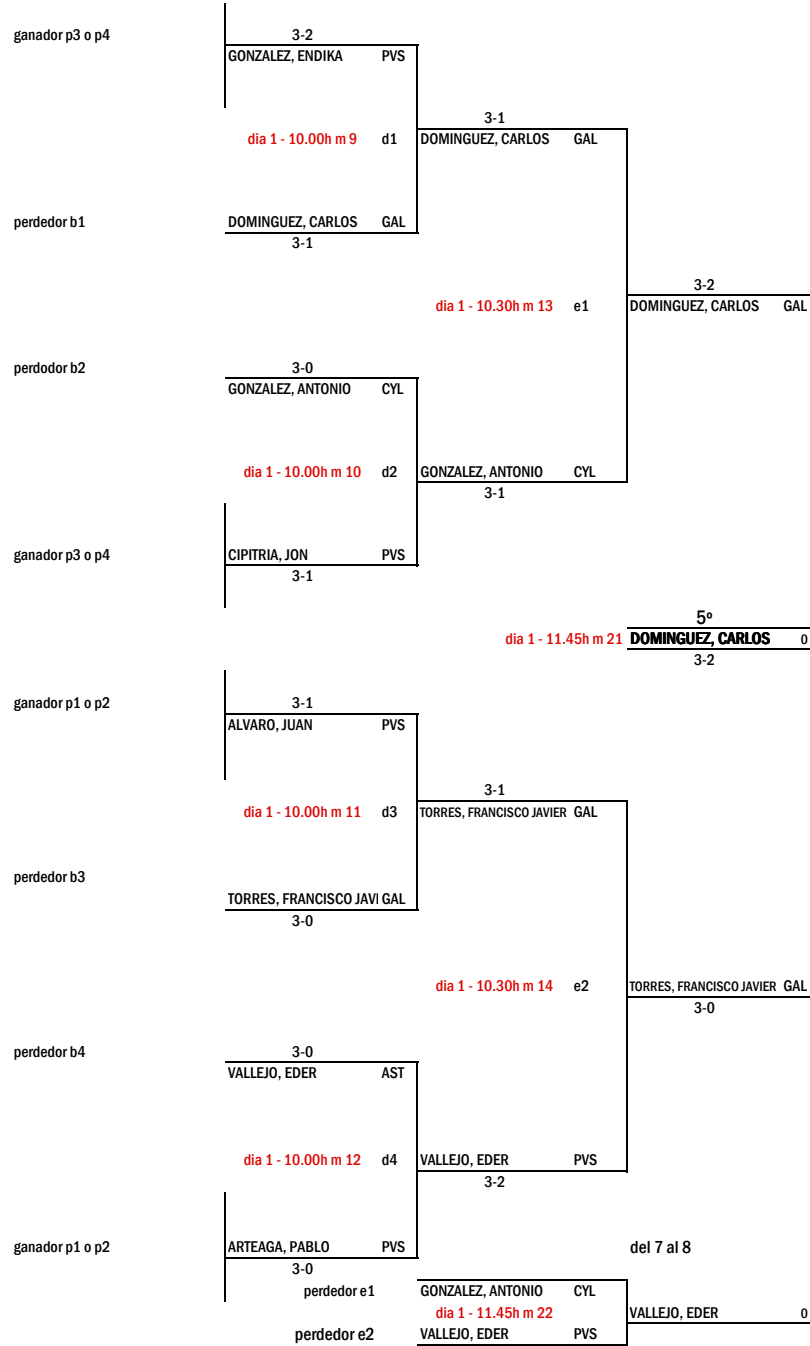 ganador p3 o p4 3-2
GONZALEZ, ENDIKA PVS
3-1
dia 1 - 10.00h m 9 d1 DOMINGUEZ, CARLOS GAL
perdedor b1 DOMINGUEZ, CARLOS GAL
3-1
3-2
dia 1 - 10.30h m 13 e1 DOMINGUEZ, CARLOS GAL
perdodor b2 3-0
GONZALEZ, ANTONIO CYL
dia 1 - 10.00h m 10 d2 GONZALEZ, ANTONIO CYL
3-1
ganador p3 o p4 CIPITRIA, JON PVS
3-1
5º
dia 1 - 11.45h m 21 DOMINGUEZ, CARLOS 0
3-2
ganador p1 o p2 3-1
ALVARO, JUAN PVS
3-1
dia 1 - 10.00h m 11 d3 TORRES, FRANCISCO JAVIER GAL
perdedor b3
TORRES, FRANCISCO JAVI GAL
3-0
dia 1 - 10.30h m 14 e2 TORRES, FRANCISCO JAVIER GAL
3-0
perdedor b4 3-0
VALLEJO, EDER AST
dia 1 - 10.00h m 12 d4 VALLEJO, EDER PVS
3-2
ganador p1 o p2 ARTEAGA, PABLO PVS del 7 al 8
3-0
perdedor e1 GONZALEZ, ANTONIO CYL
dia 1 - 11.45h m 22 VALLEJO, EDER 0
perdedor e2 VALLEJO, EDER PVS